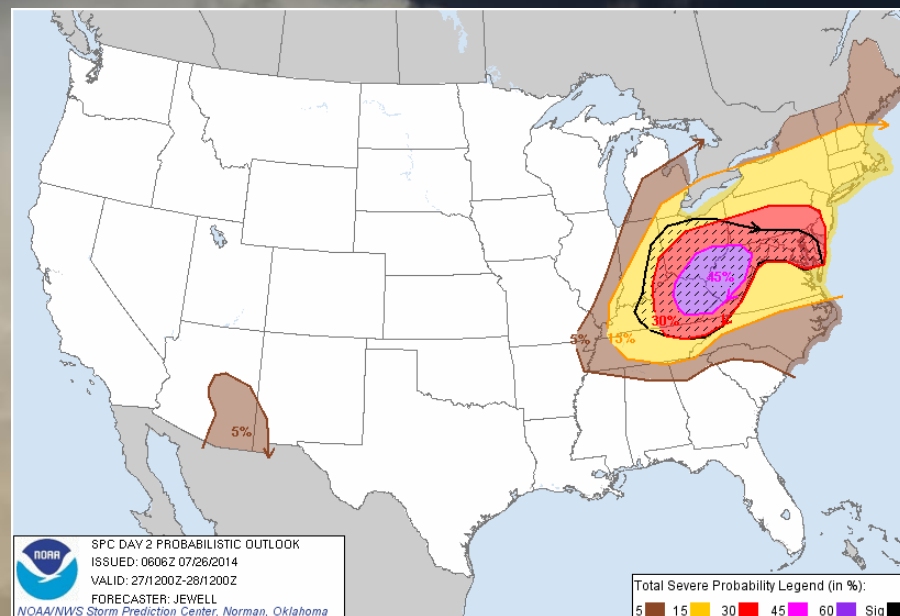 45%
30%
5%
15%
5%
NOAA
SPC DAY 2 PROBABILISTIC OUTLOOK
ISSUED: 0606Z 07/26/2014
VALID: 27/1200Z-28/1200Z
FORECASTER: JEWELL
NOAA/NWS Storm Prediction Center, Norman, Oklahoma
Total Severe Probability Legend (in %):
5 15 30 45 60 Sig